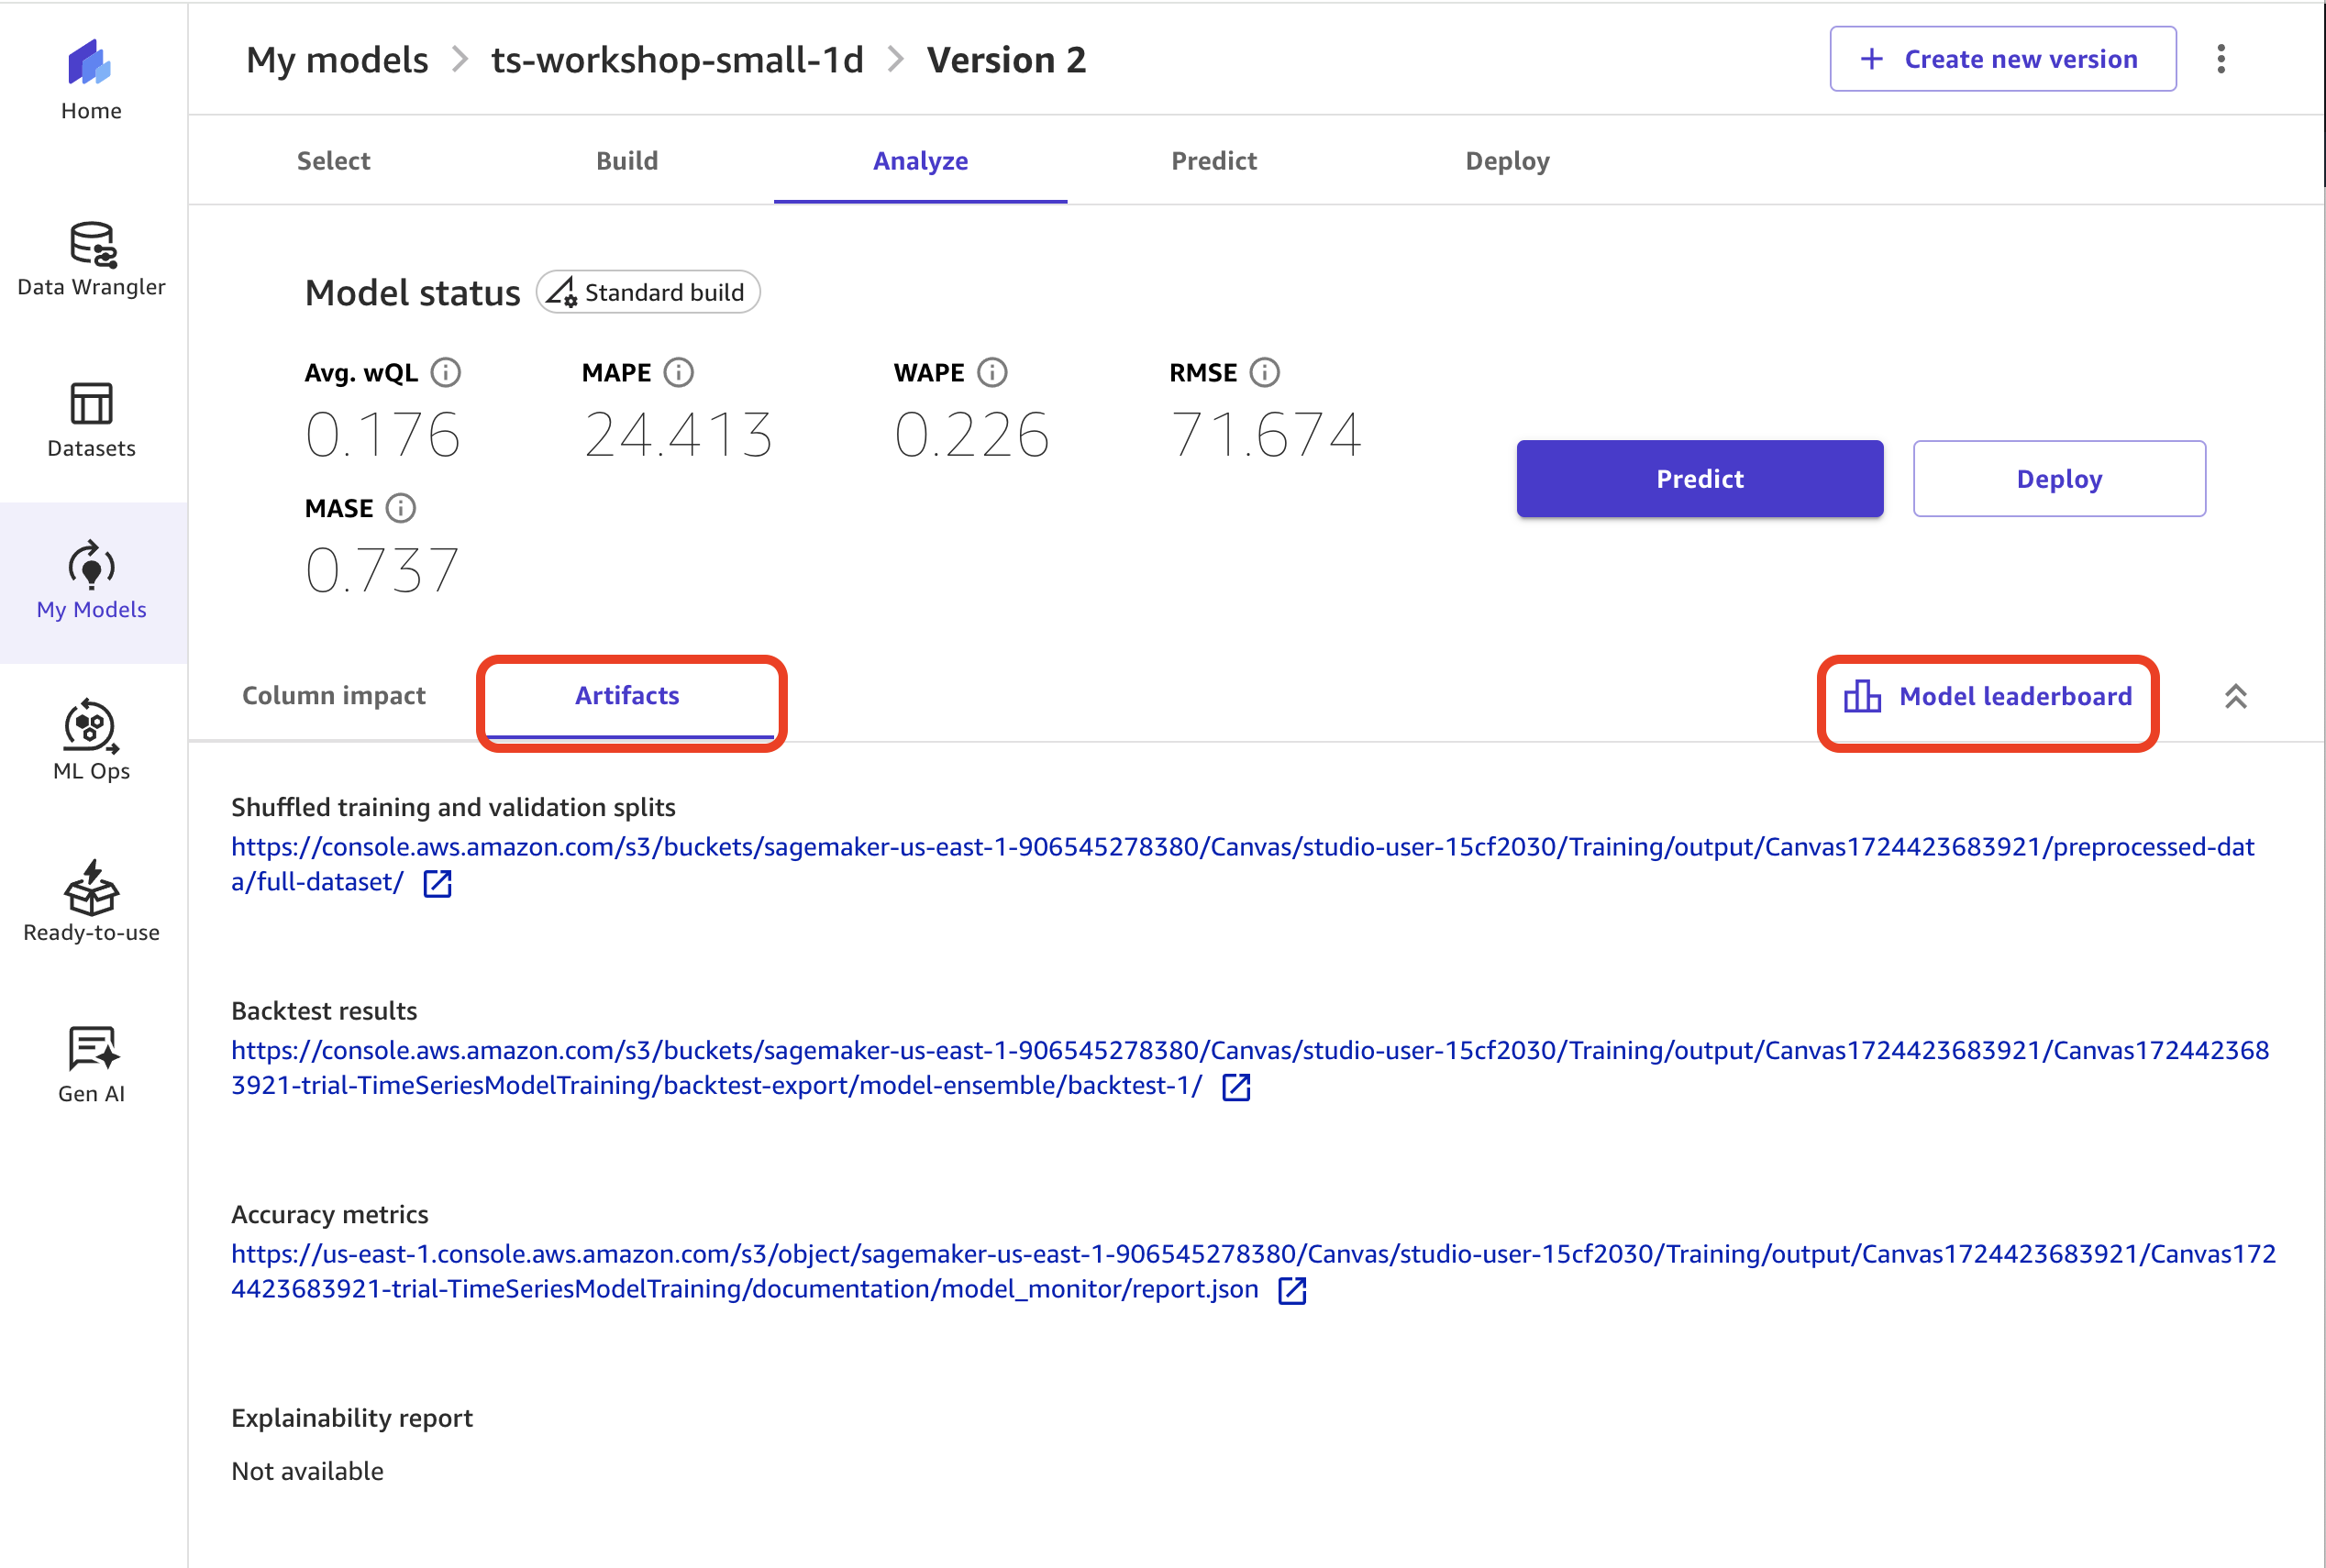 Home
Data Wrangler
Datasets
My Models
ML Ops
Ready-to-use
Gen AI
My models > ts-workshop-small-1d > Version 2
+ Create new version
Select Build Analyze Predict Deploy
Model status Standard build
Avg. wQL MAPE WAPE RMSE
0.176 24.413 0.226 71.674
Predict Deploy
MASE
0.737
Column impact Artifacts Model leaderboard
Shuffled training and validation splits
https://console.aws.amazon.com/s3/buckets/sagemaker-us-east-1-906545278380/Canvas/studio-user-15cf2030/Training/output/Canvas1724423683921/preprocessed-dat
a/full-dataset/
Backtest results
https://console.aws.amazon.com/s3/buckets/sagemaker-us-east-1-906545278380/Canvas/studio-user-15cf2030/Training/output/Canvas1724423683921/Canvas172442368
3921-trial-TimeSeriesModelTraining/backtest-export/model-ensemble/backtest-1/
Accuracy metrics
https://us-east-1.console.aws.amazon.com/s3/object/sagemaker-us-east-1-906545278380/Canvas/studio-user-15cf2030/Training/output/Canvas1724423683921/Canvas172
4423683921-trial-TimeSeriesModelTraining/documentation/model_monitor/report.json
Explainability report
Not available